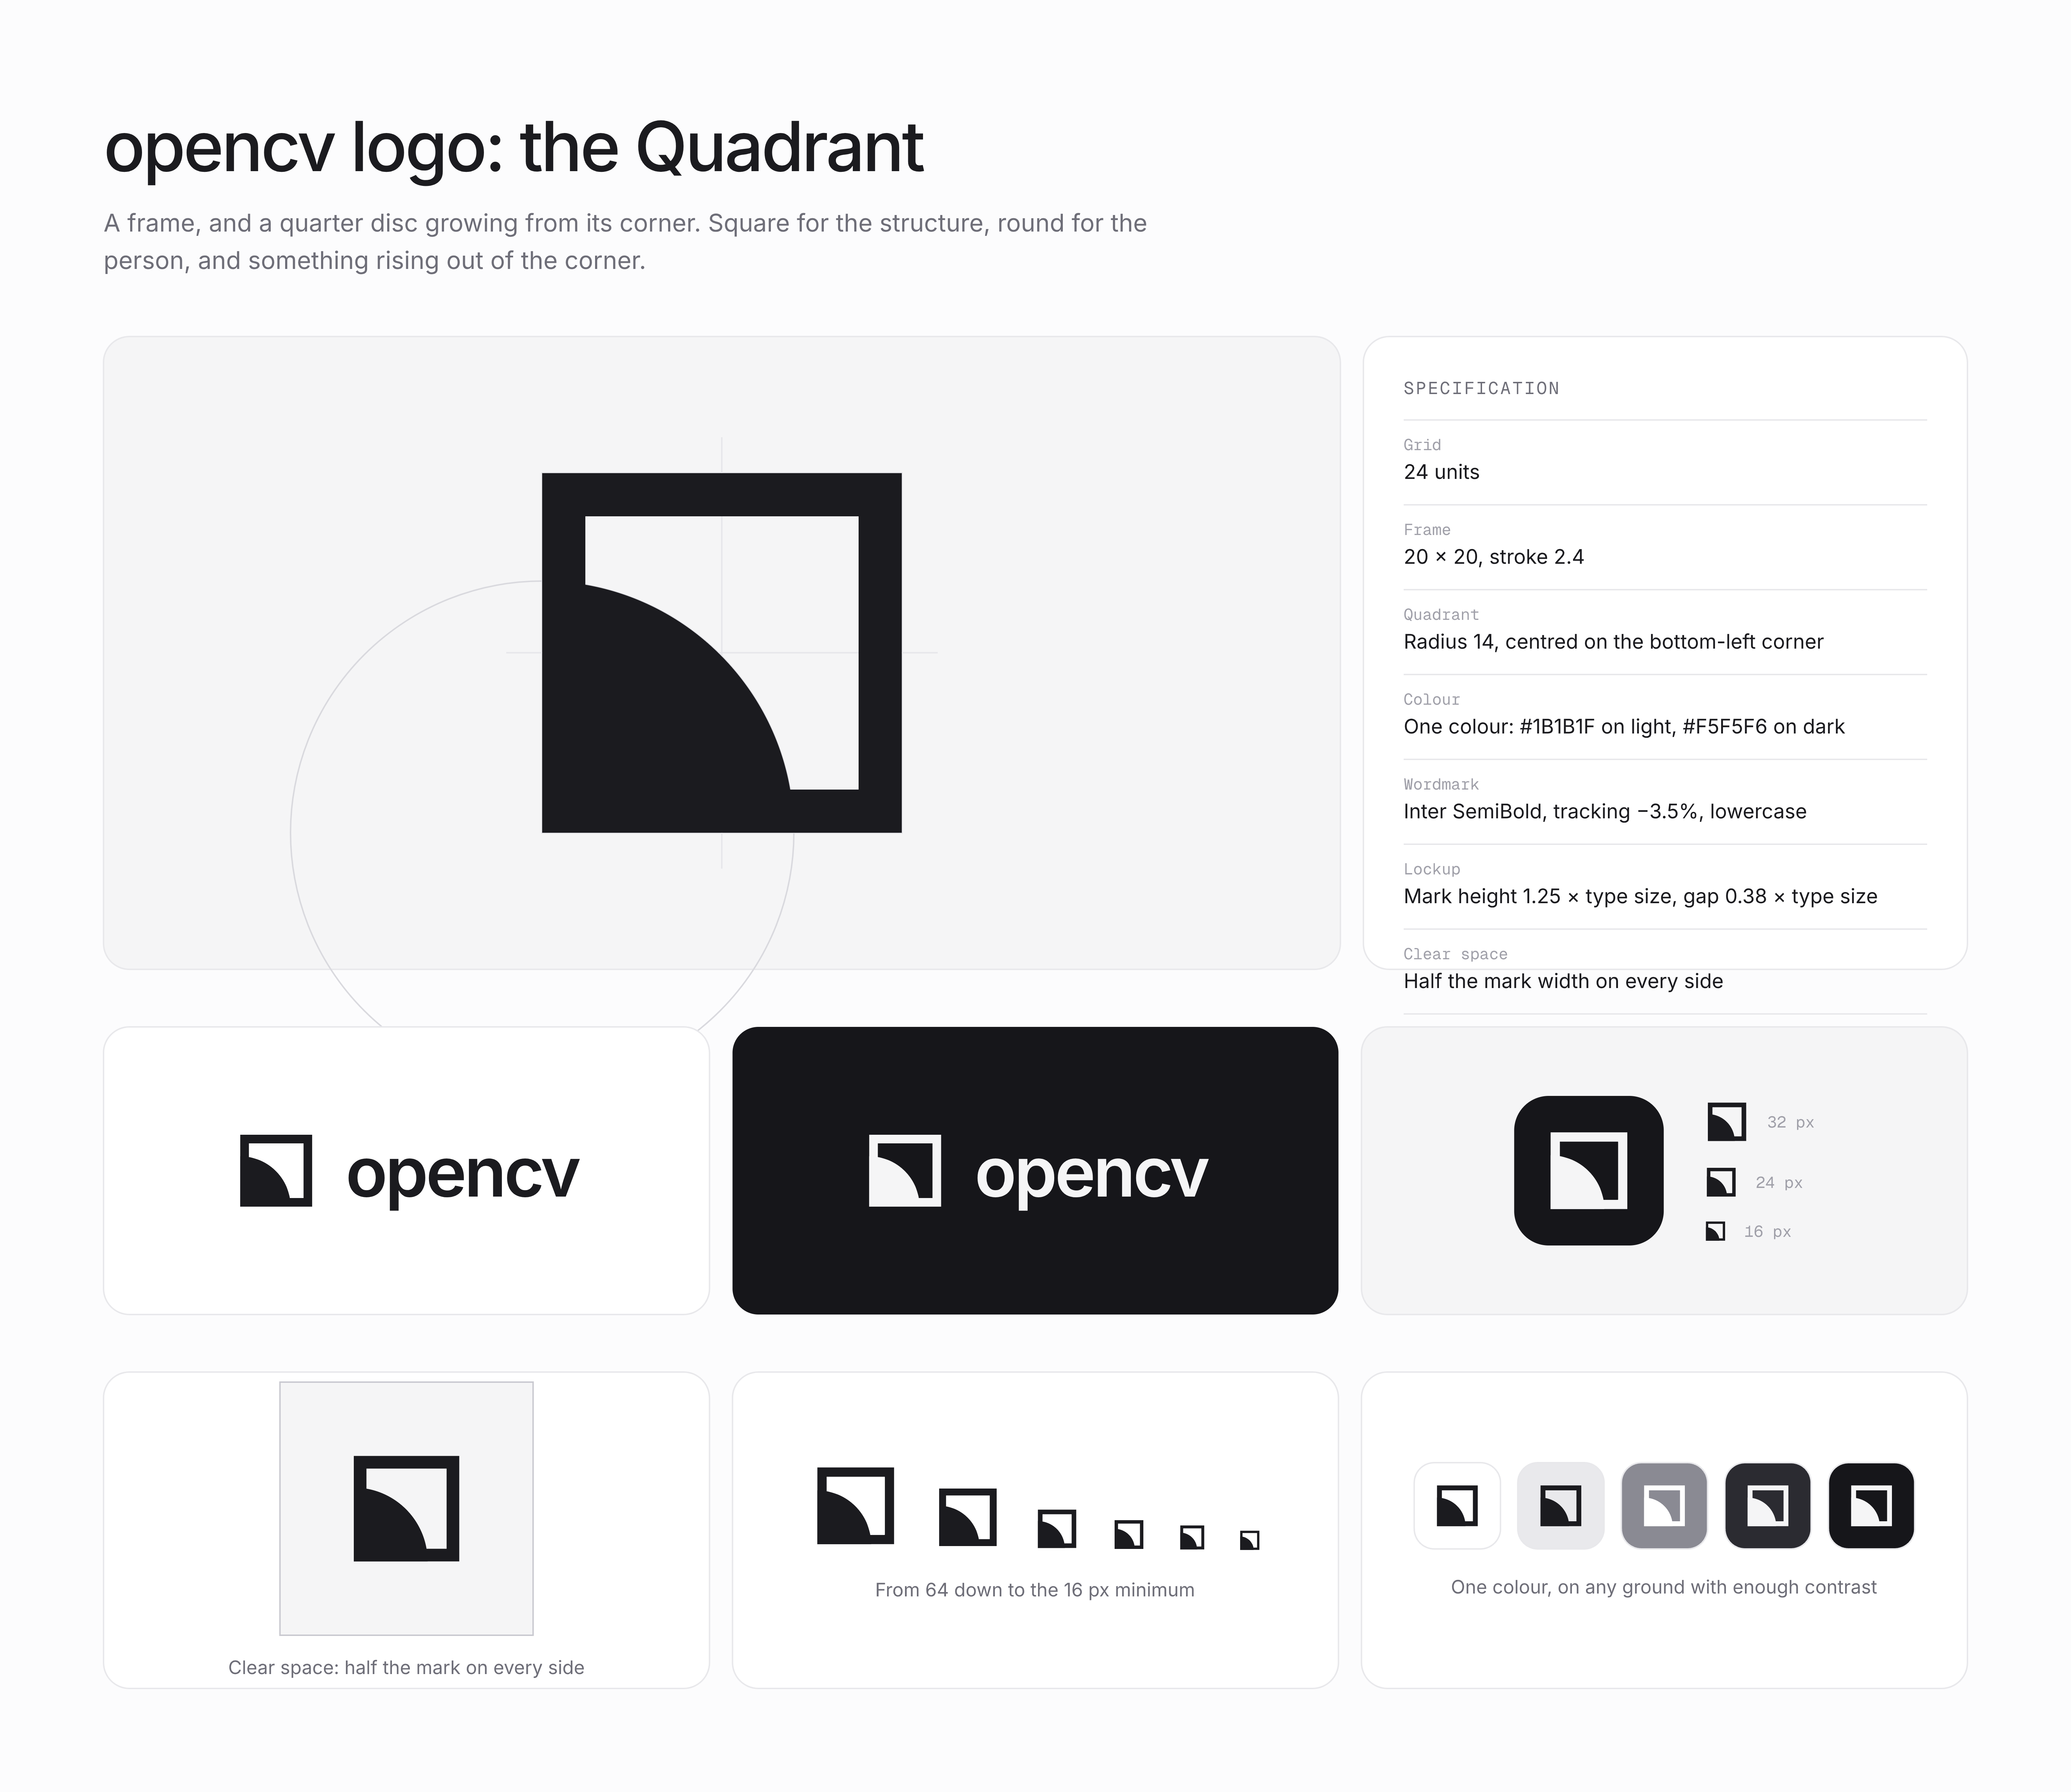 opencv logo: the Quadrant
A frame, and a quarter disc growing from its corner. Square for the structure, round for the
person, and something rising out of the corner.
SPECIFICATION
Grid
24 units
Frame
20 × 20, stroke 2.4
Quadrant
Radius 14, centred on the bottom-left corner
Colour
One colour: #1B1B1F on light, #F5F5F6 on dark
Wordmark
Inter SemiBold, tracking −3.5%, lowercase
Lockup
Mark height 1.25 × type size, gap 0.38 × type size
Clear space
Half the mark width on every side
opencv
opencv
32 px
24 px
16 px
Clear space: half the mark on every side
From 64 down to the 16 px minimum
One colour, on any ground with enough contrast